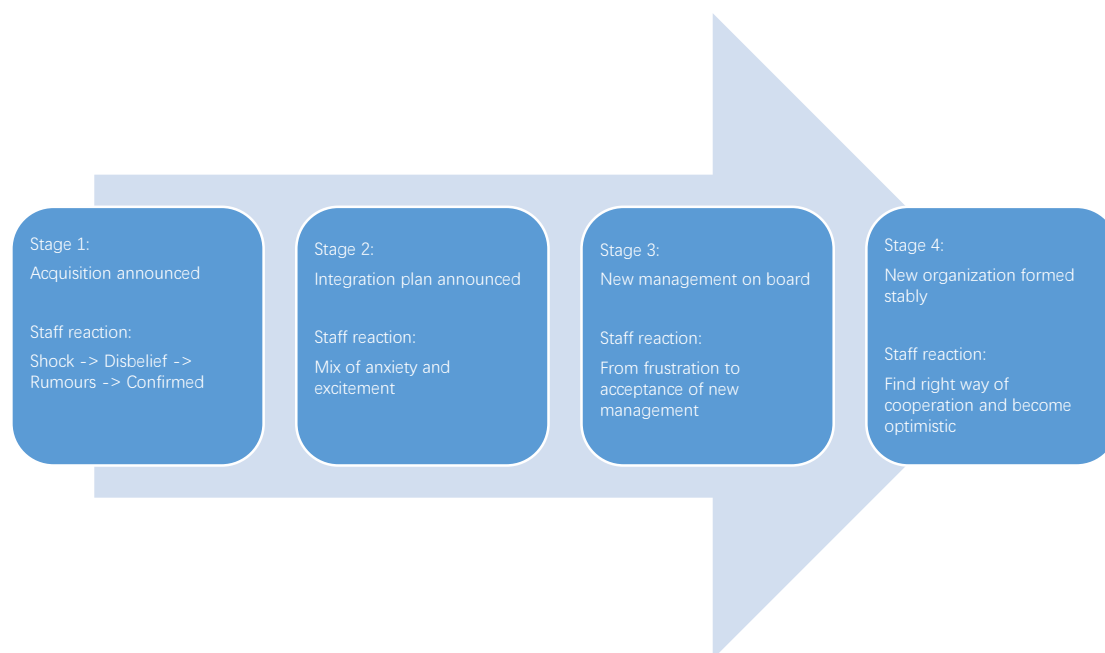 Stage 1:
Acquisition announced
Staff reaction:
Shock -> Disbelief ->
Rumours -> Confirmed
Stage 2:
Integration plan announced
Staff reaction:
Mix of anxiety and
excitement
Stage 3:
New management on board
Staff reaction:
From frustration to
acceptance of new
management
Stage 4:
New organization formed
stably
Staff reaction:
Find right way of
cooperation and become
optimistic